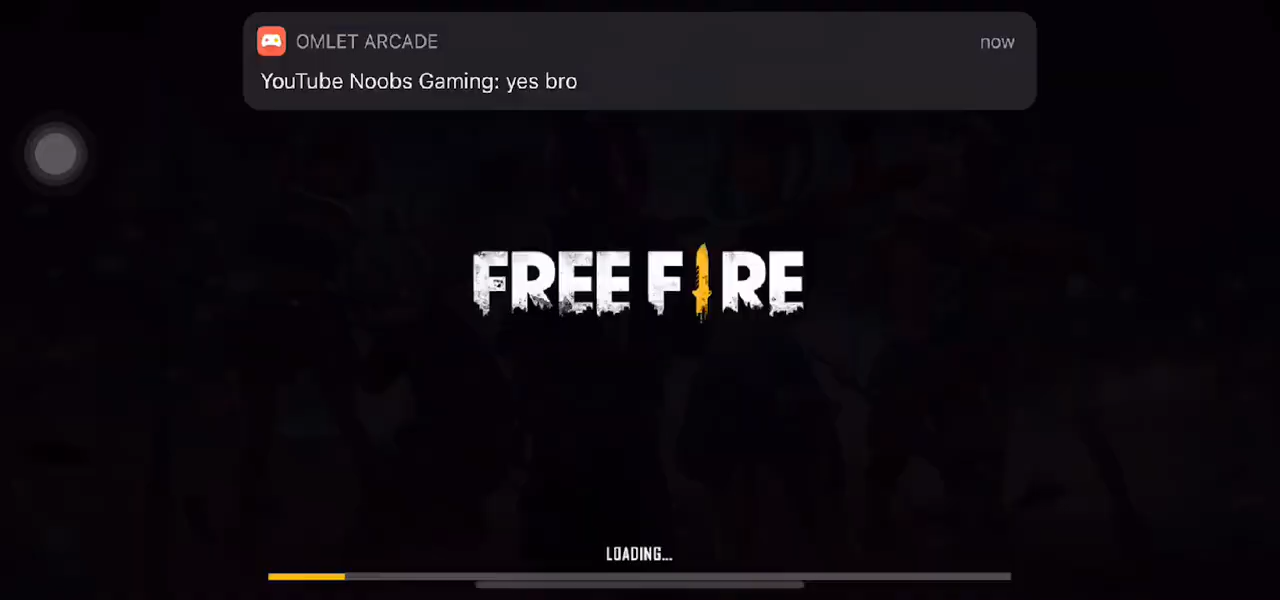 OMLET ARCADE
now
YouTube Noobs Gaming: yes bro
FREE FIRE
LOADING...